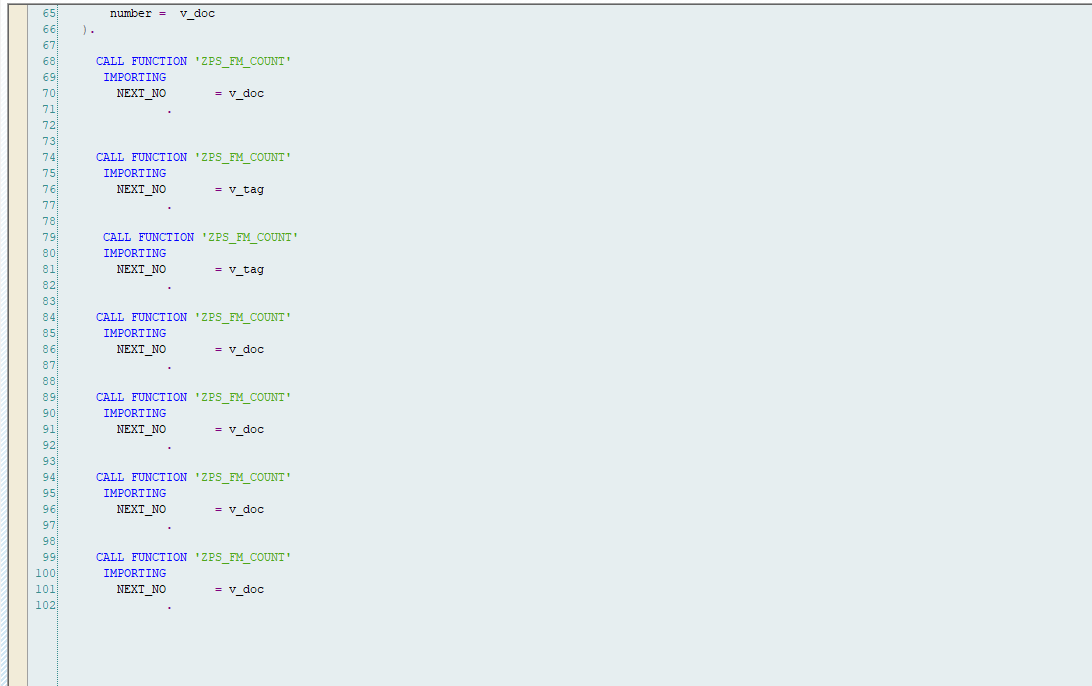 65 number = v_doc
66 ).
67
68 CALL FUNCTION 'ZPS_FM_COUNT'
69 IMPORTING
70 NEXT_NO = v_doc
71 .
72
73
74 CALL FUNCTION 'ZPS_FM_COUNT'
75 IMPORTING
76 NEXT_NO = v_tag
77 .
78
79 CALL FUNCTION 'ZPS_FM_COUNT'
80 IMPORTING
81 NEXT_NO = v_tag
82 .
83
84 CALL FUNCTION 'ZPS_FM_COUNT'
85 IMPORTING
86 NEXT_NO = v_doc
87 .
88
89 CALL FUNCTION 'ZPS_FM_COUNT'
90 IMPORTING
91 NEXT_NO = v_doc
92 .
93
94 CALL FUNCTION 'ZPS_FM_COUNT'
95 IMPORTING
96 NEXT_NO = v_doc
97 .
98
99 CALL FUNCTION 'ZPS_FM_COUNT'
100 IMPORTING
101 NEXT_NO = v_doc
102 .